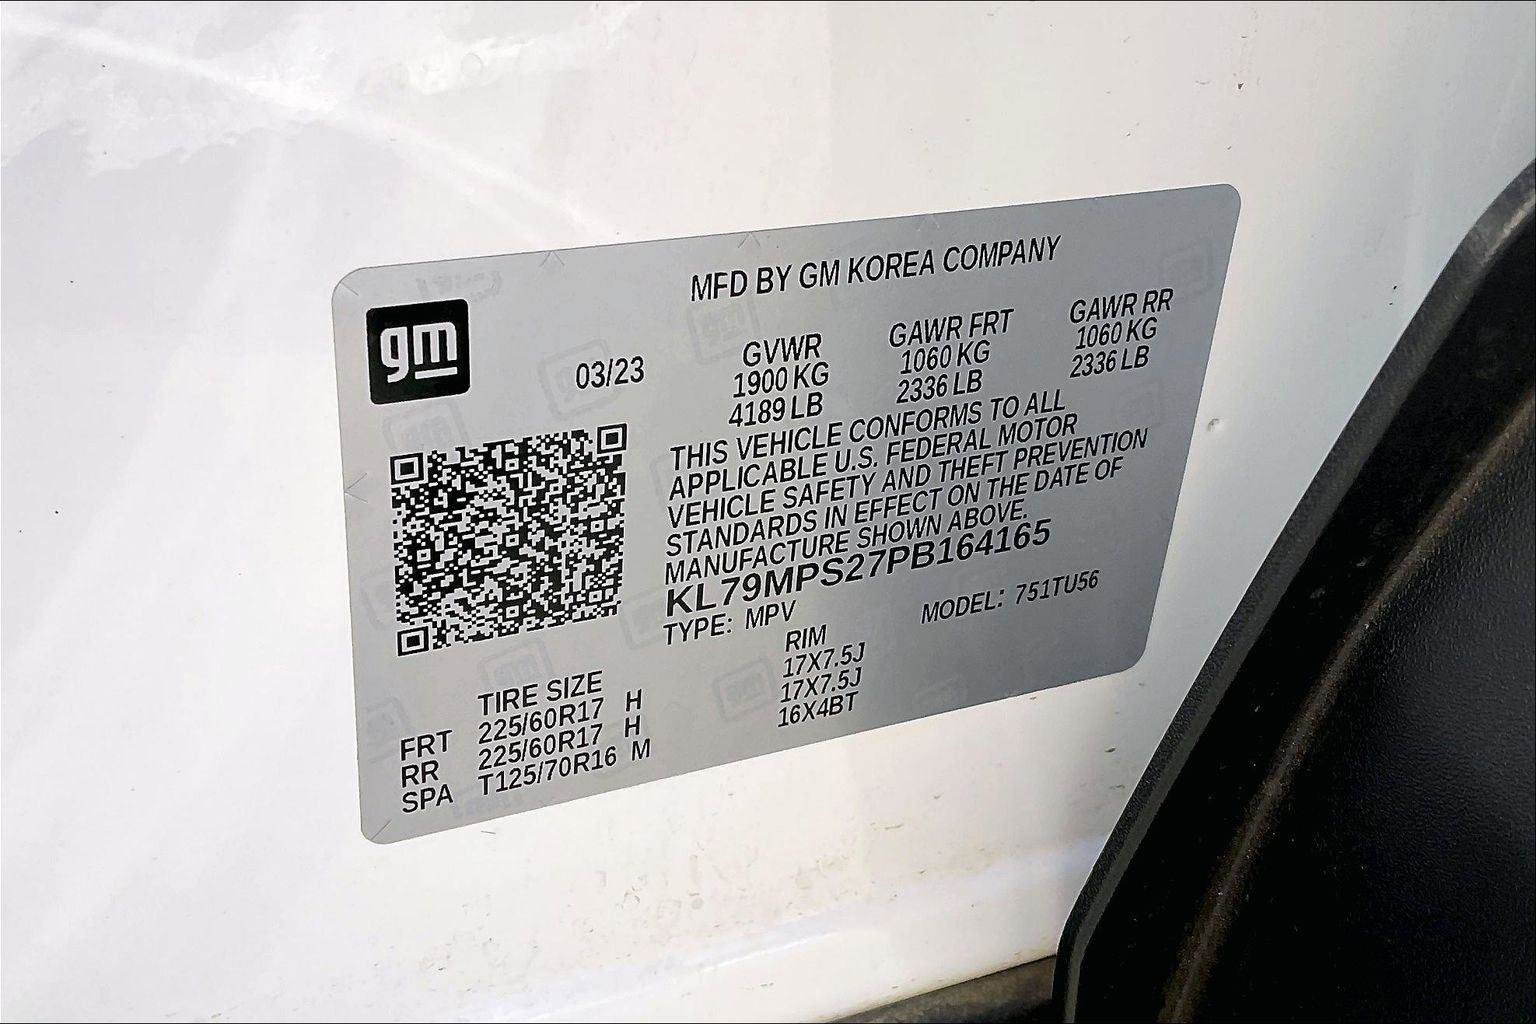 MFD BY GM KOREA COMPANY
gm
03/23
GVWR GAWR FRT GAWR RR
1900 KG 1060 KG 1060 KG
4189 LB 2336 LB 2336 LB
THIS VEHICLE CONFORMS TO ALL
APPLICABLE U.S. FEDERAL MOTOR
VEHICLE SAFETY AND THEFT PREVENTION
STANDARDS IN EFFECT ON THE DATE OF
MANUFACTURE SHOWN ABOVE.
KL79MPS27PB164165
TYPE: MPV MODEL: 751TU56
TIRE SIZE RIM
FRT 225/60R17 H 17X7.5J
RR 225/60R17 H 17X7.5J
SPA T125/70R16 M 16X4BT